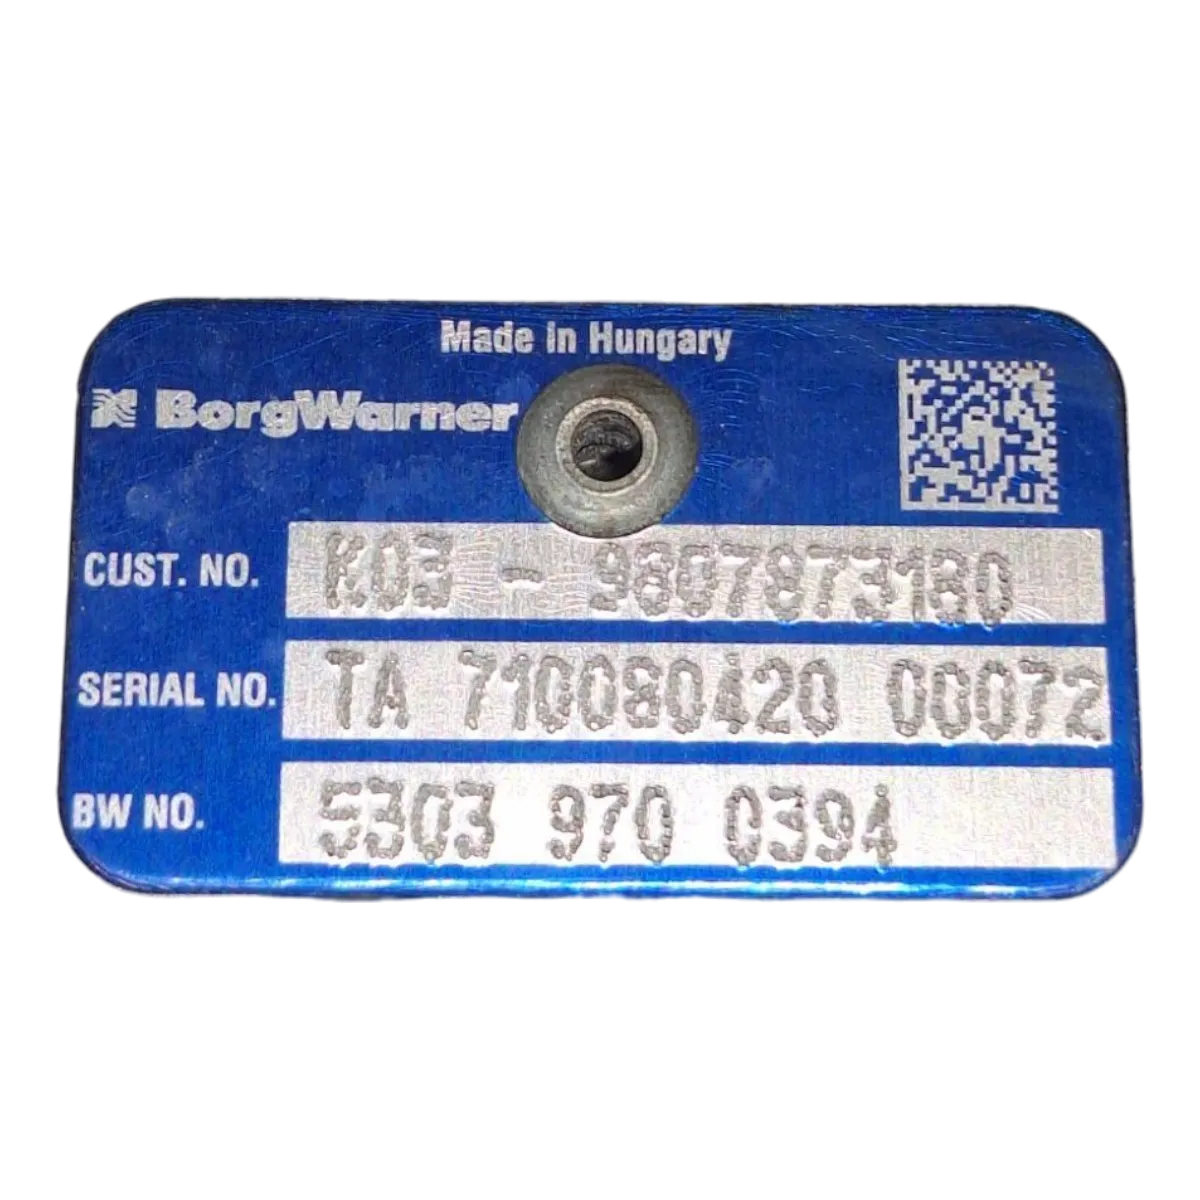 Made In Hungary
BorgWarner
CUST. NO. K03 - 9807873180
SERIAL NO. TA 710080420 00072
BW NO. 5303 970 0394